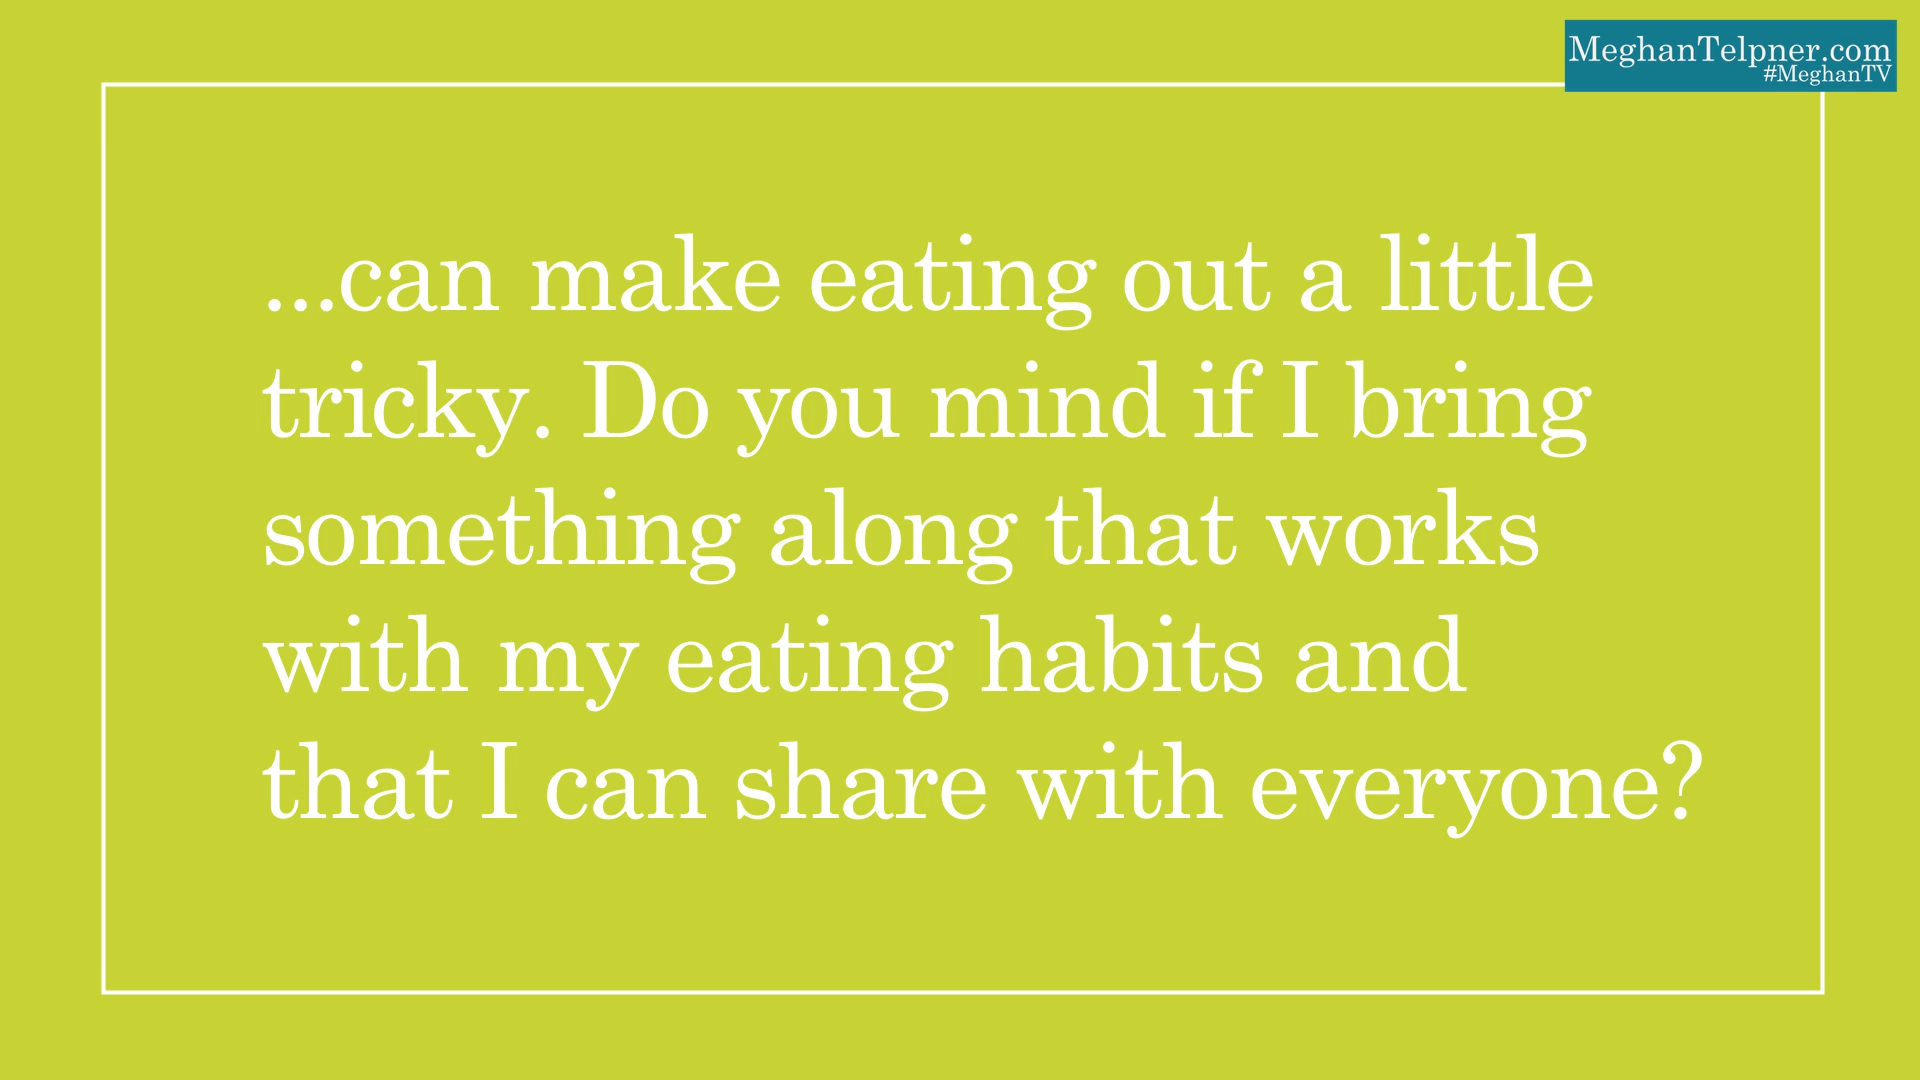 MeghanTelpner.com
#MeghanTV
...can make eating out a little
tricky. Do you mind if I bring
something along that works
with my eating habits and
that I can share with everyone?